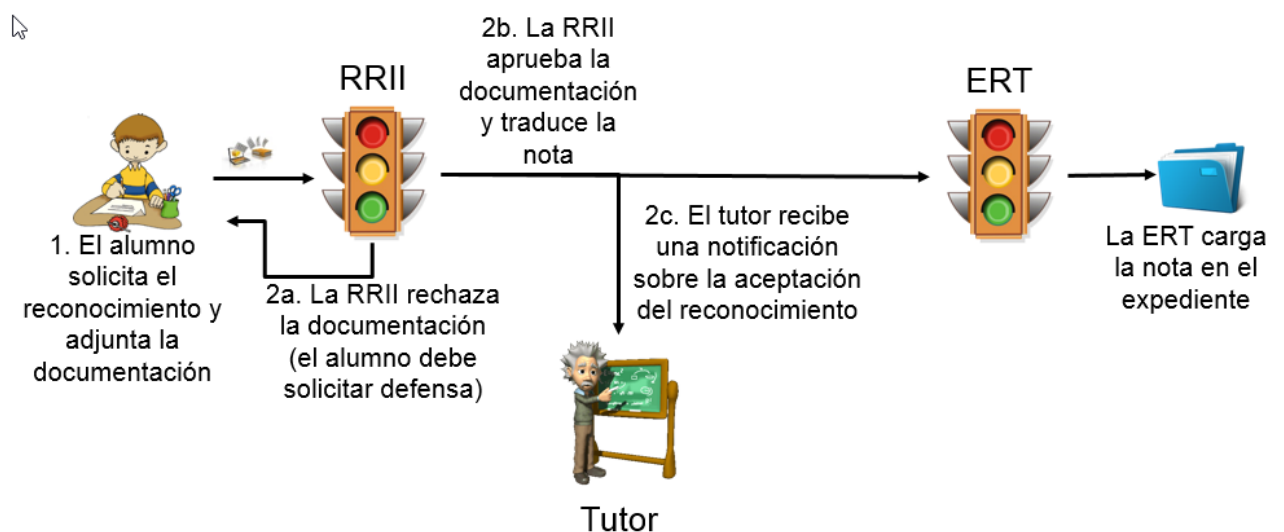 2b. La RRII
aprueba la
documentación
y traduce la
nota
RRII
ERT
1. El alumno
solicita el
reconocimiento y
adjunta la
documentación
2a. La RRII rechaza
la documentación
(el alumno debe
solicitar defensa)
2c. El tutor recibe
una notificación
sobre la aceptación
del reconocimiento
La ERT carga
la nota en el
expediente
Tutor